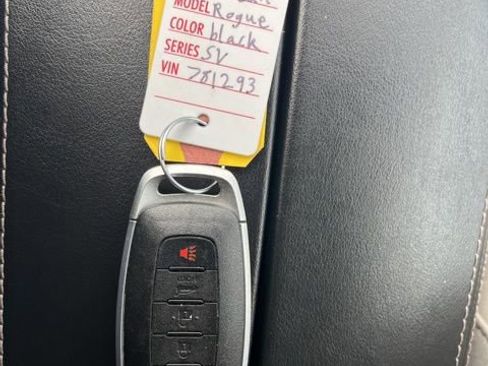 MODEL Rogue
COLOR black
SERIES SV
VIN 781293